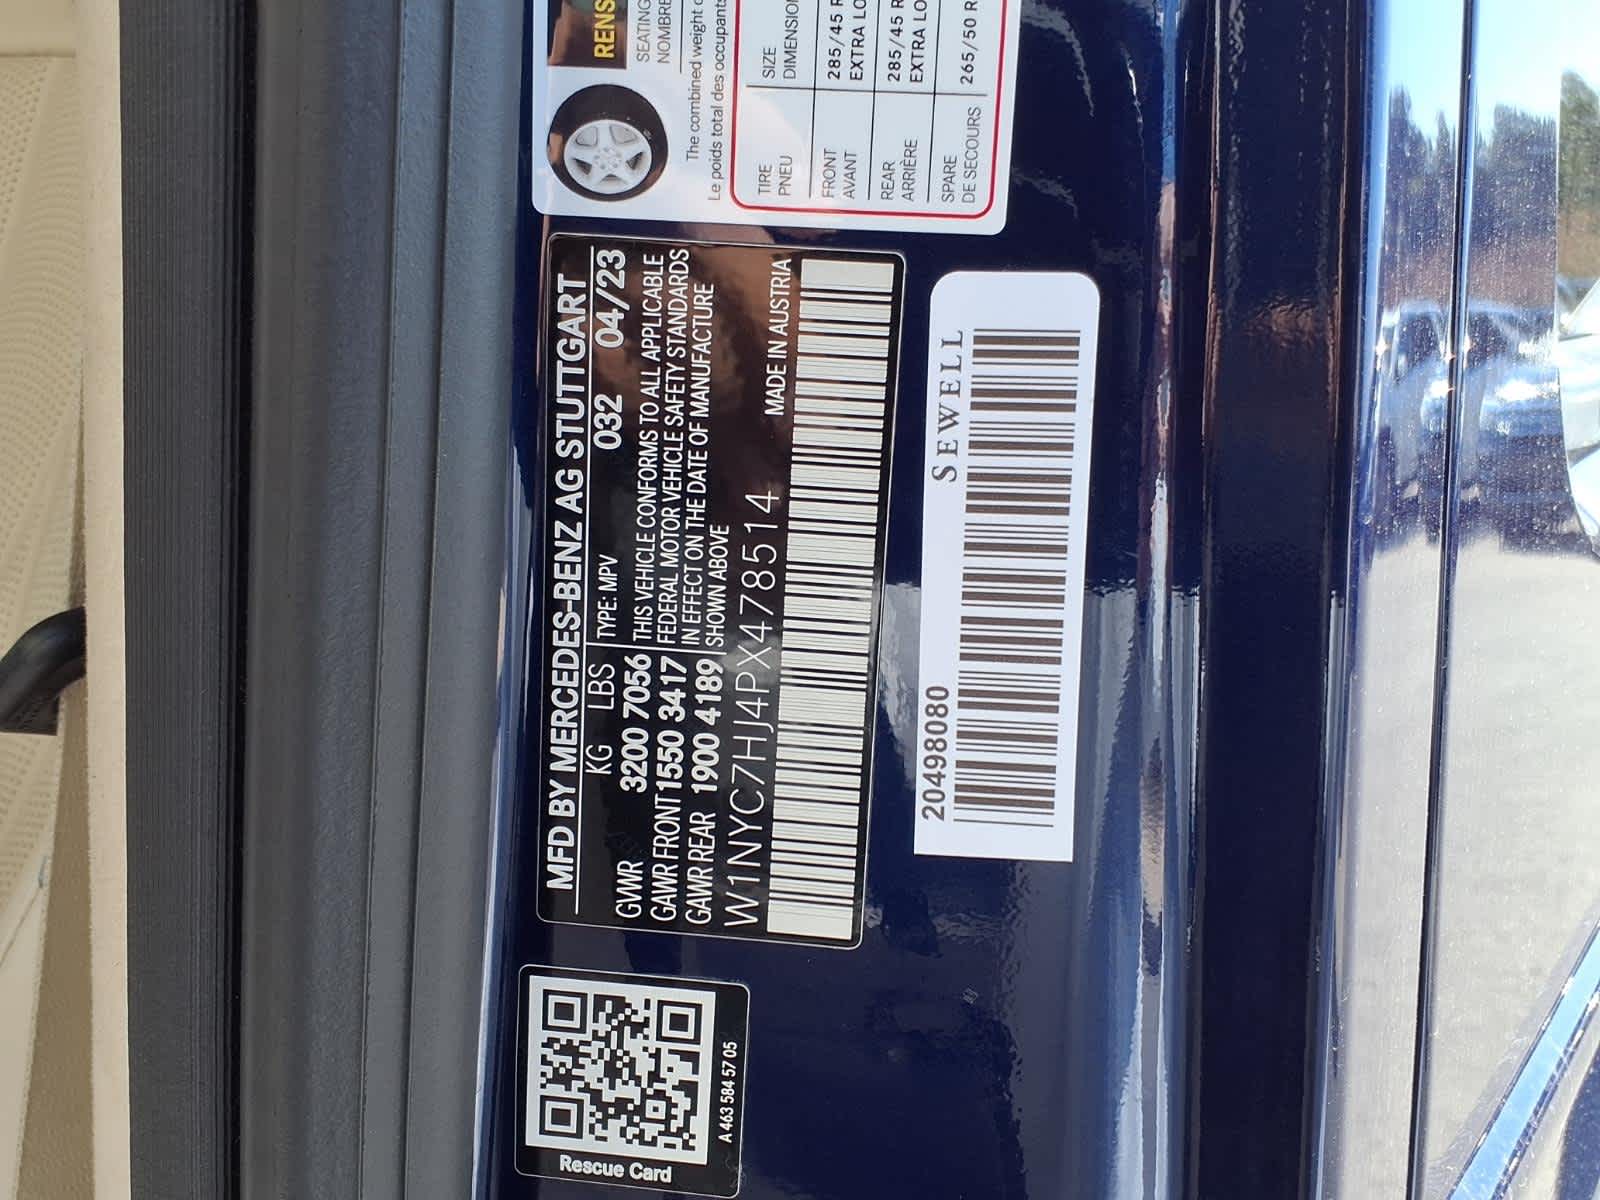 RENS
SEATING
NOMBRE
The combined weight o
Le poids total des occupants
TIRE SIZE
PNEU DIMENSION
FRONT 285/45 R
AVANT EXTRA LO
REAR 285/45 R
ARRIÈRE EXTRA LO
SPARE 265/50 R
DE SECOURS
MFD BY MERCEDES-BENZ AG STUTTGART
KG LBS TYPE: MPV 032 04/23
GVWR 3200 7056 THIS VEHICLE CONFORMS TO ALL APPLICABLE
GAWR FRONT 1550 3417 FEDERAL MOTOR VEHICLE SAFETY STANDARDS
GAWR REAR 1900 4189 IN EFFECT ON THE DATE OF MANUFACTURE
SHOWN ABOVE
MADE IN AUSTRIA
W1NYC7HJ4PX478514
20498080 SEWELL
Rescue Card
A 463 584 57 05